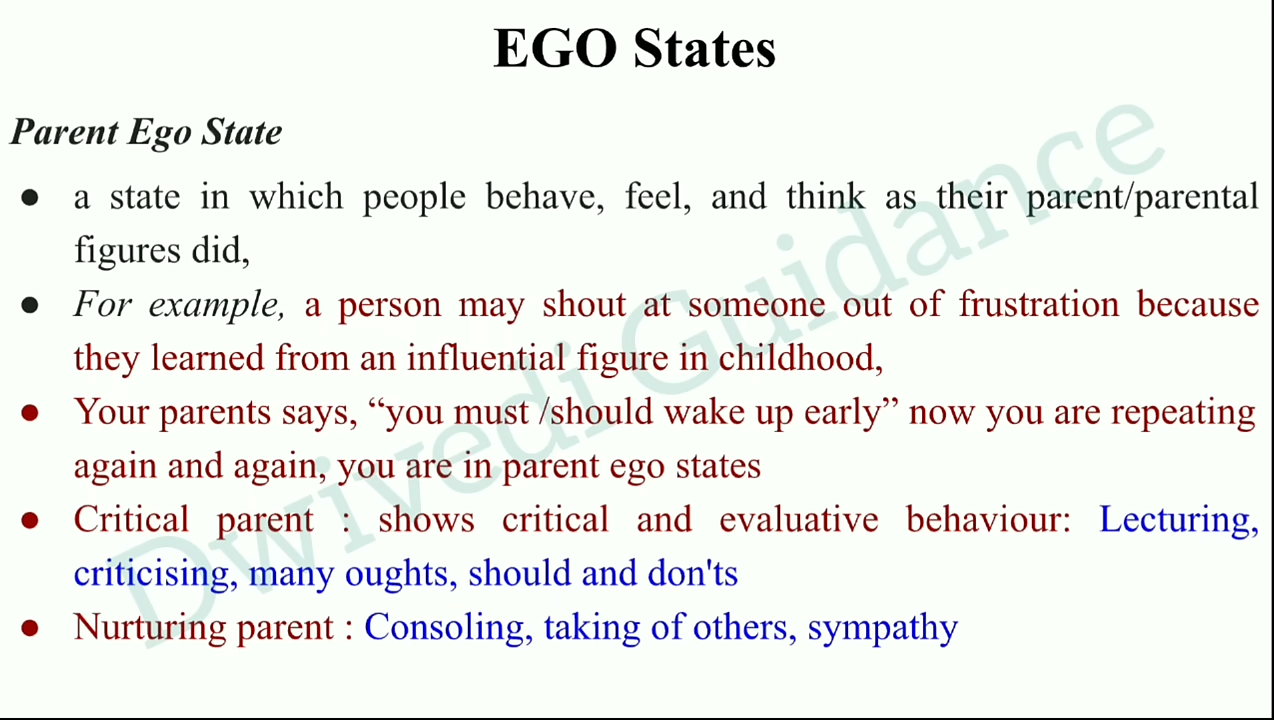 EGO States
Parent Ego State
● a state in which people behave, feel, and think as their parent/parental
figures did,
● For example, a person may shout at someone out of frustration because
they learned from an influential figure in childhood,
● Your parents says, “you must /should wake up early” now you are repeating
again and again, you are in parent ego states
● Critical parent : shows critical and evaluative behaviour: Lecturing,
criticising, many oughts, should and don'ts
● Nurturing parent : Consoling, taking of others, sympathy
Dwivedi Guidance